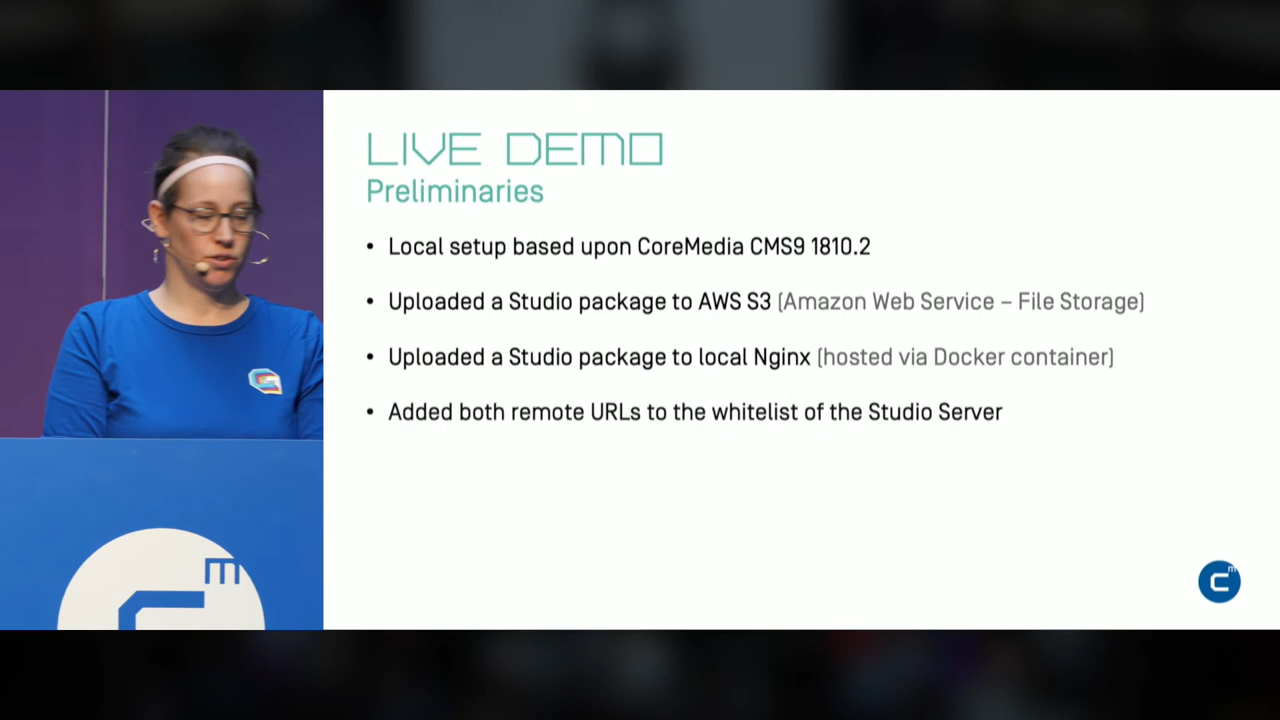 LIVE DEMO
Preliminaries
• Local setup based upon CoreMedia CMS9 1810.2
• Uploaded a Studio package to AWS S3 (Amazon Web Service – File Storage)
• Uploaded a Studio package to local Nginx (hosted via Docker container)
• Added both remote URLs to the whitelist of the Studio Server
C m
C m